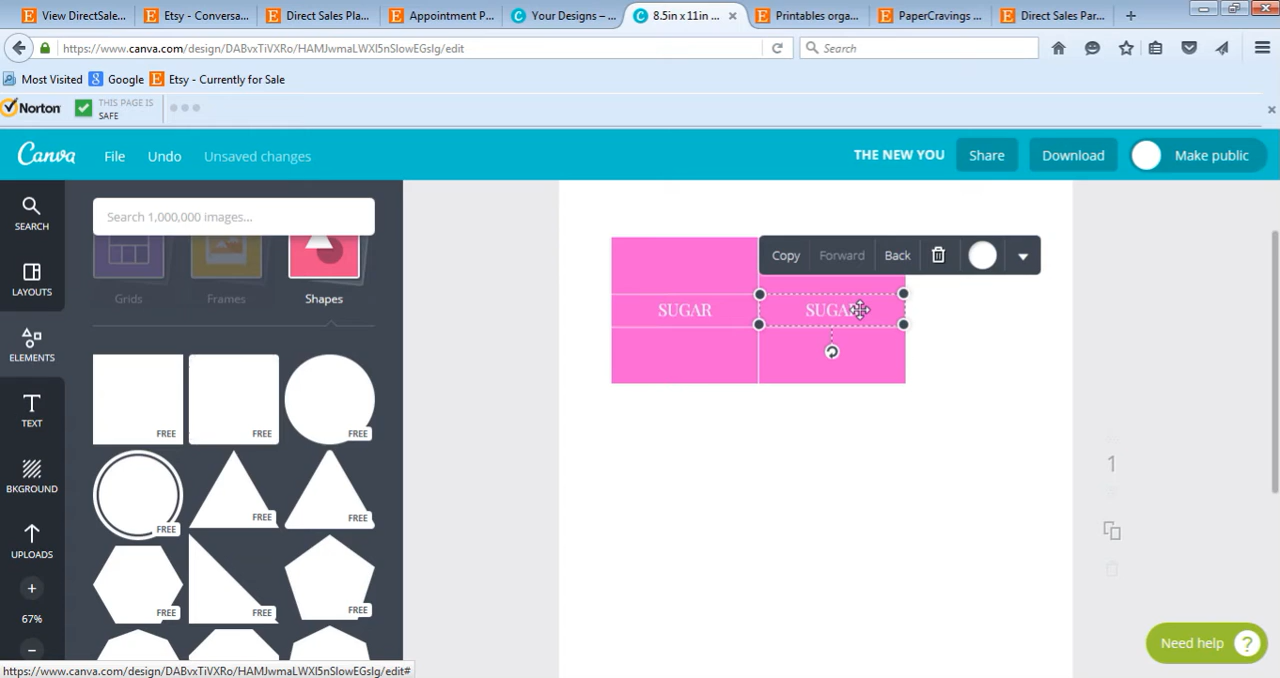 View DirectSale...
Etsy - Conversa...
Direct Sales Pla...
Appointment P...
Your Designs – ...
8.5in x 11in ...
Printables orga...
PaperCravings ...
Direct Sales Par...
https://www.canva.com/design/DABvxTiVXRo/HAMJwmaLWXI5nSlowEGsIg/edit
Search
Most Visited
Google
Etsy - Currently for Sale
Norton
THIS PAGE IS
SAFE
Canva
File
Undo
Unsaved changes
THE NEW YOU
Share
Download
Make public
SEARCH
LAYOUTS
ELEMENTS
TEXT
BKGROUND
UPLOADS
67%
Search 1,000,000 images...
Grids
Frames
Shapes
FREE
FREE
FREE
FREE
FREE
FREE
FREE
FREE
FREE
Copy
Forward
Back
SUGAR
SUGAR
1
Need help ?
https://www.canva.com/design/DABvxTiVXRo/HAMJwmaLWXI5nSlowEGsIg/edit#